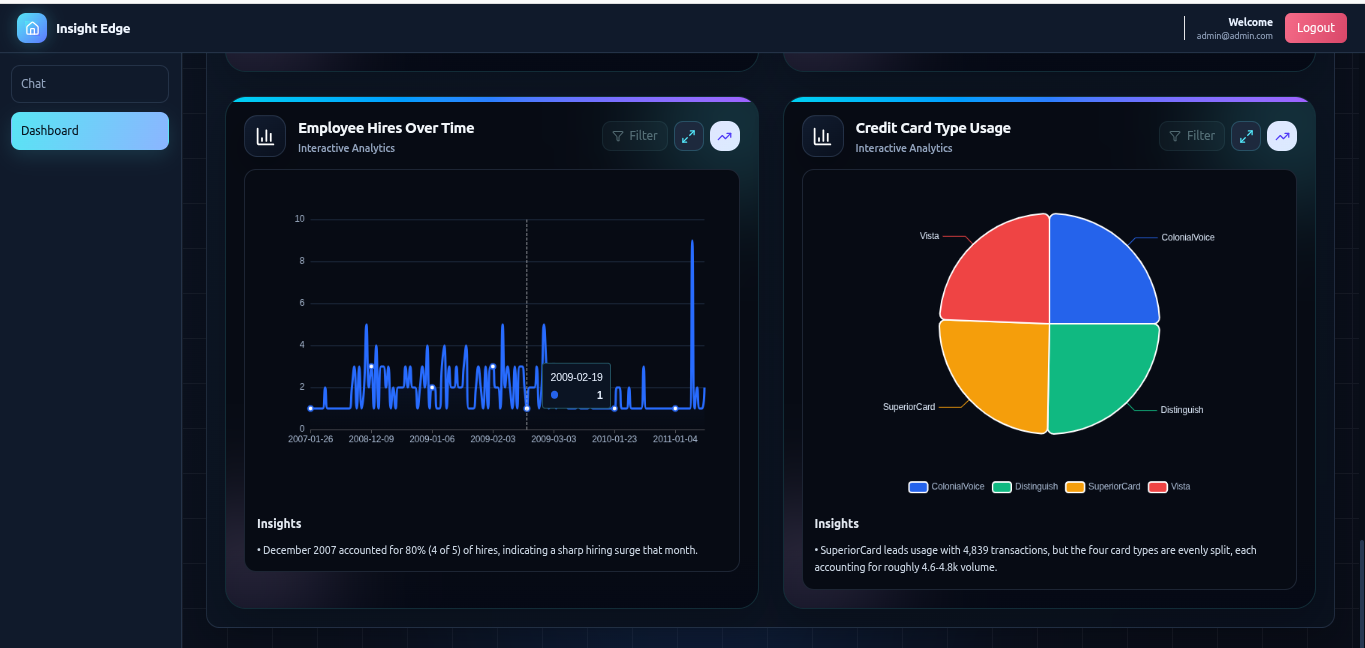 Insight Edge
Welcome
admin@admin.com
Logout
Chat
Dashboard
Employee Hires Over Time
Interactive Analytics
Filter
10
8
6
4
2
0
2007-01-26
2008-12-09
2009-01-06
2009-02-03
2009-03-03
2010-01-23
2011-01-04
2009-02-19
1
Insights
• December 2007 accounted for 80% (4 of 5) of hires, indicating a sharp hiring surge that month.
Credit Card Type Usage
Interactive Analytics
Filter
Vista
ColonialVoice
SuperiorCard
Distinguish
ColonialVoice
Distinguish
SuperiorCard
Vista
Insights
• SuperiorCard leads usage with 4,839 transactions, but the four card types are evenly split, each
accounting for roughly 4.6-4.8k volume.